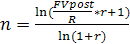 n = ln(FVpost/R *r+1) / ln(1+r)